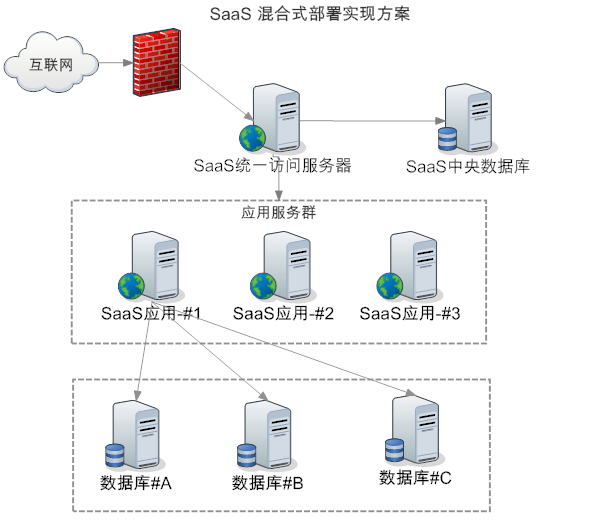 SaaS 混合式部署实现方案
互联网
SaaS统一访问服务器
SaaS中央数据库
应用服务群
SaaS应用-#1
SaaS应用-#2
SaaS应用-#3
数据库#A
数据库#B
数据库#C